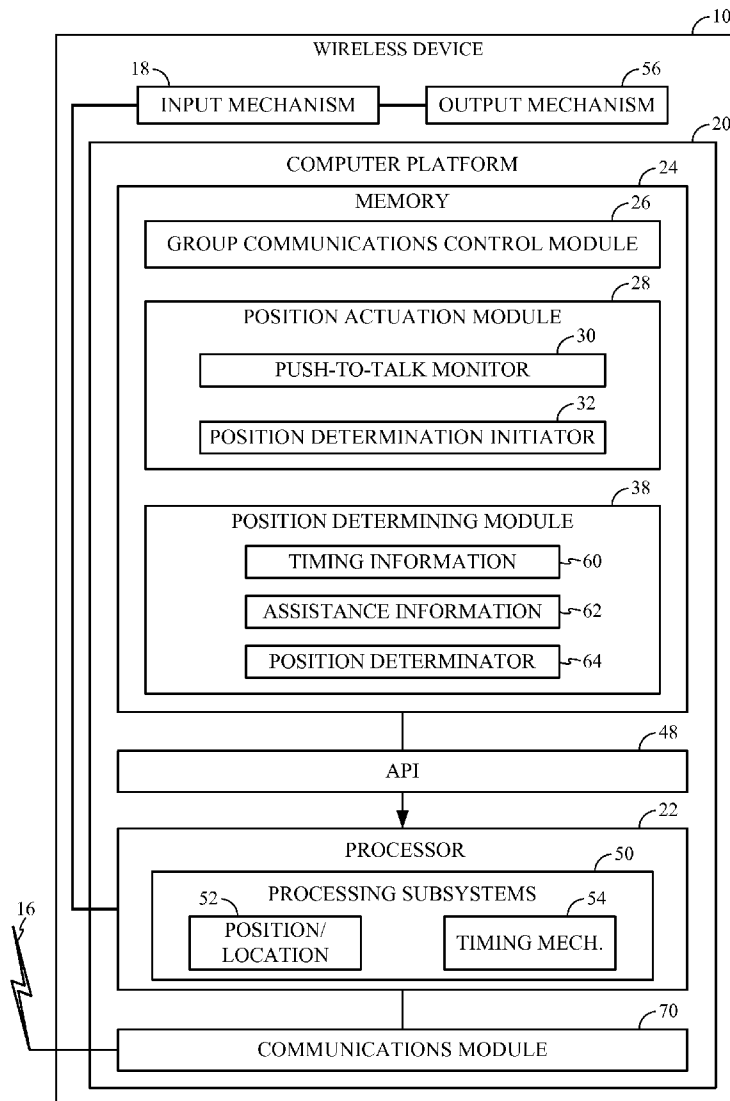 10
WIRELESS DEVICE
18
56
INPUT MECHANISM
OUTPUT MECHANISM
20
COMPUTER PLATFORM
24
MEMORY
26
GROUP COMMUNICATIONS CONTROL MODULE
28
POSITION ACTUATION MODULE
30
PUSH-TO-TALK MONITOR
32
POSITION DETERMINATION INITIATOR
38
POSITION DETERMINING MODULE
TIMING INFORMATION
60
ASSISTANCE INFORMATION
62
POSITION DETERMINATOR
64
48
API
22
PROCESSOR
50
PROCESSING SUBSYSTEMS
52
54
POSITION/
LOCATION
TIMING MECH.
16
70
COMMUNICATIONS MODULE